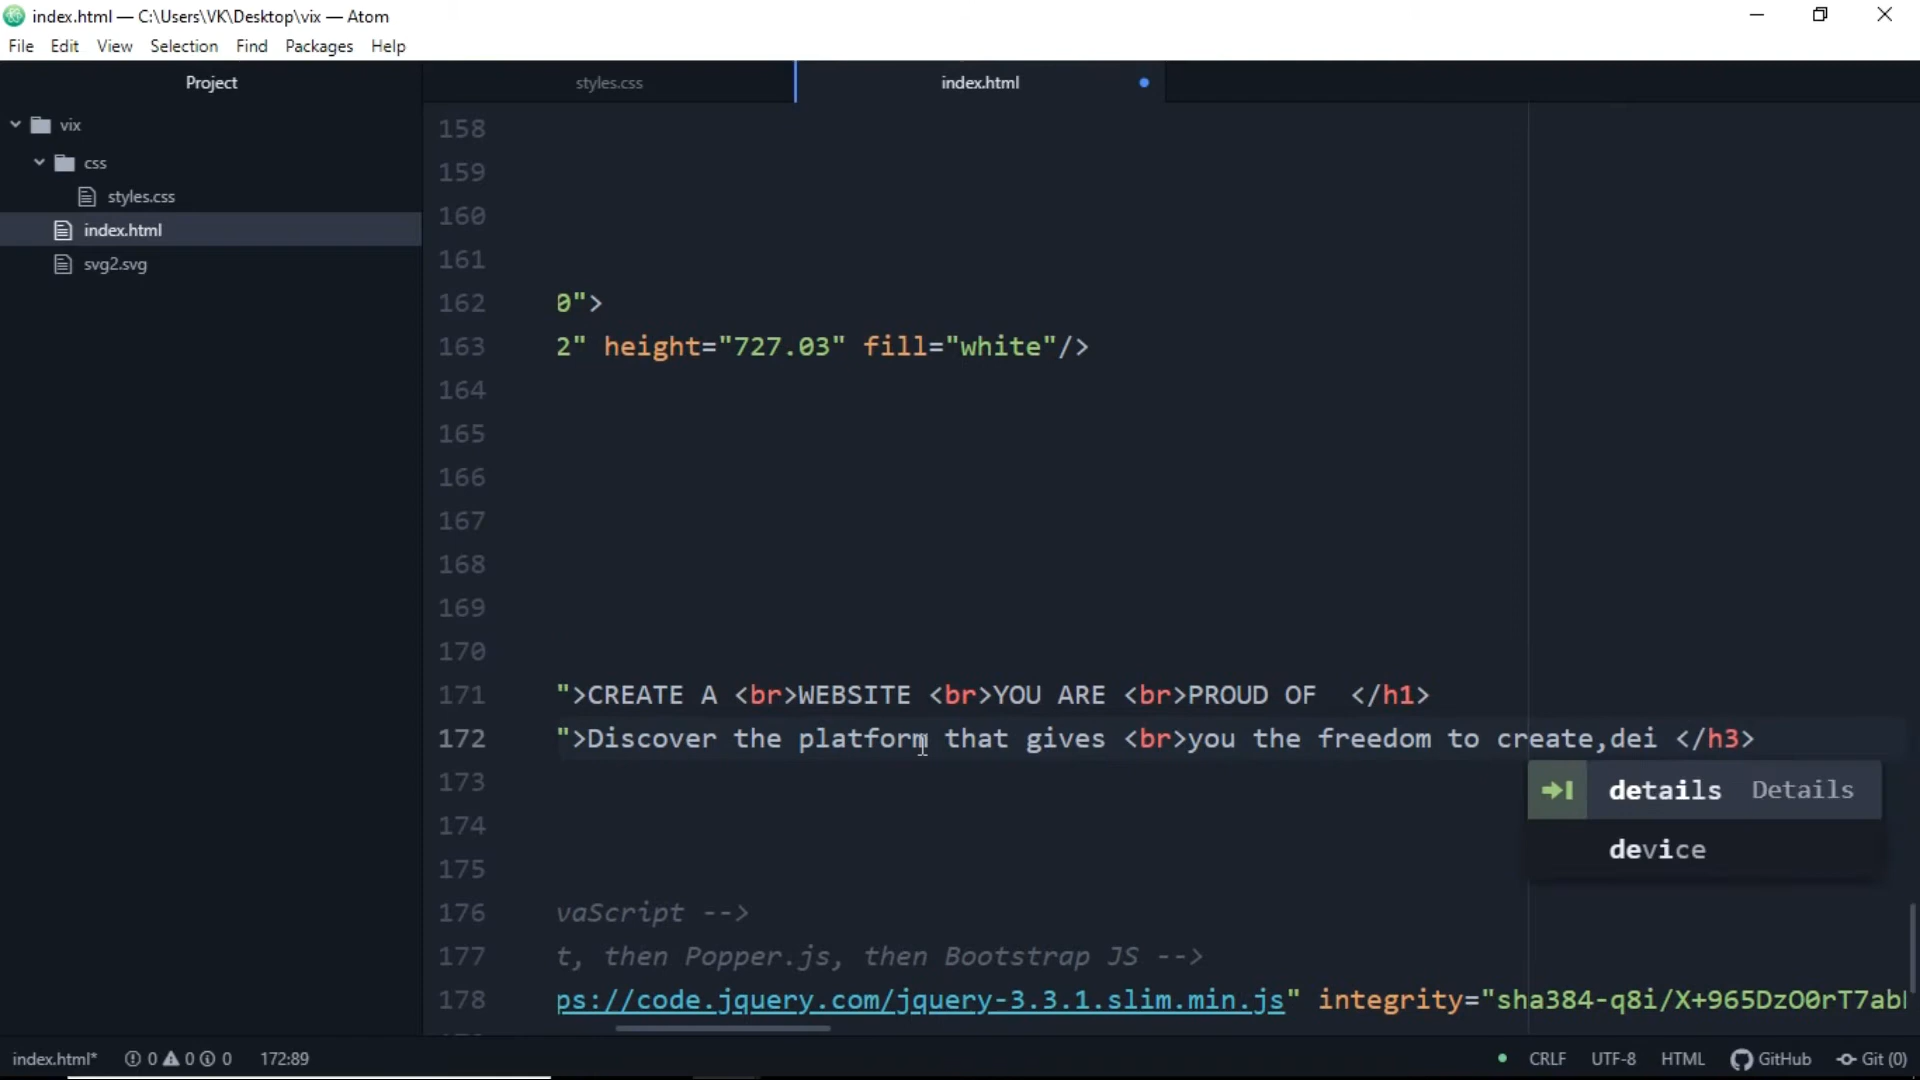 index.html — C:\Users\VK\Desktop\vix — Atom
File Edit View Selection Find Packages Help
Project
styles.css
index.html
vix
css
styles.css
index.html
svg2.svg
158
159
160
161
162 0">
163 2" height="727.03" fill="white"/>
164
165
166
167
168
169
170
171 ">CREATE A <br>WEBSITE <br>YOU ARE <br>PROUD OF  </h1>
172 ">Discover the platform that gives <br>you the freedom to create,dei </h3>
details Details
device
173
174
175
176 vaScript -->
177 t, then Popper.js, then Bootstrap JS -->
178 ps://code.jquery.com/jquery-3.3.1.slim.min.js" integrity="sha384-q8i/X+965DzO0rT7ab
index.html* 0 0 0 172:89 CRLF UTF-8 HTML GitHub Git (0)